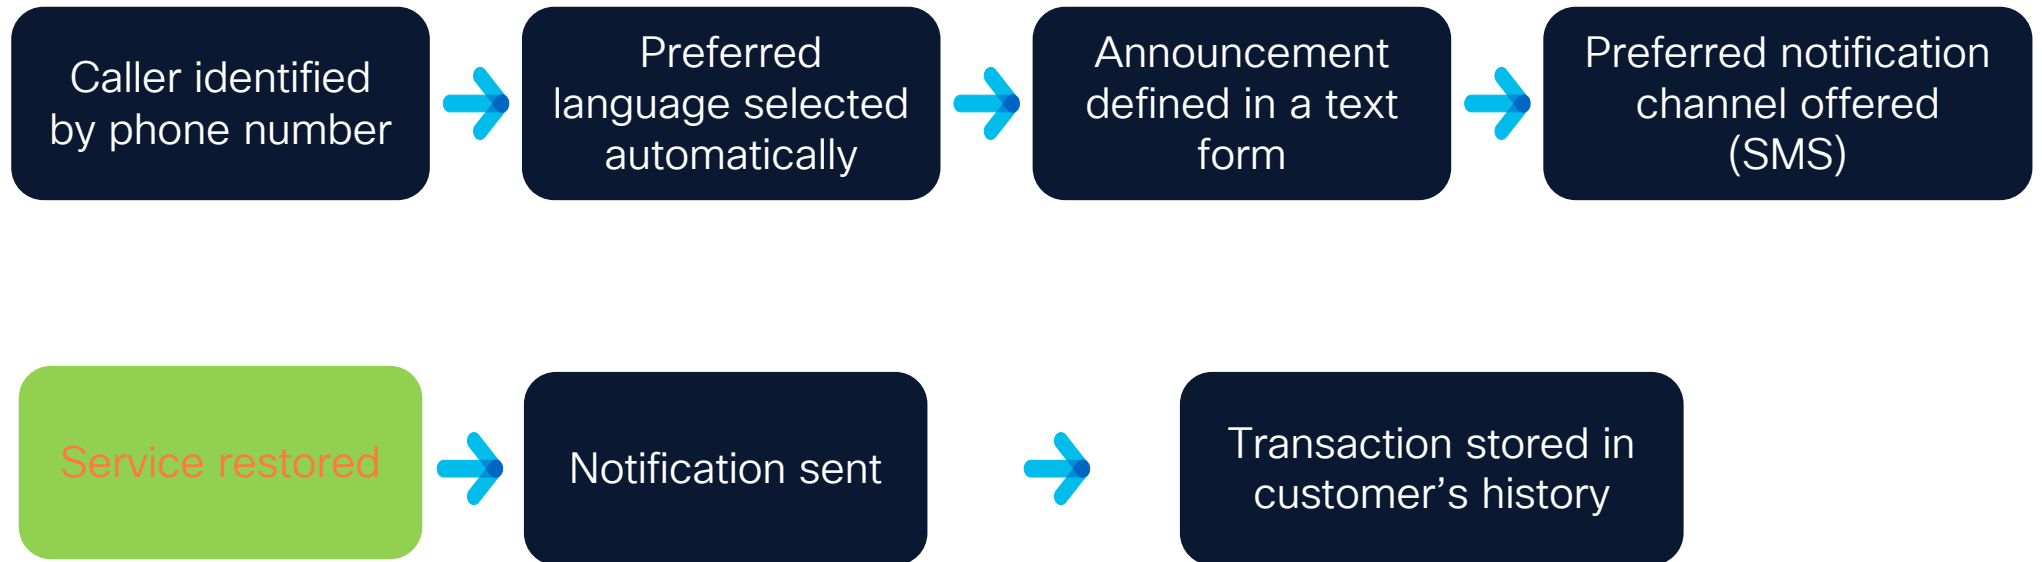 Caller identified
by phone number
Preferred
language selected
automatically
Announcement
defined in a text
form
Preferred notification
channel offered
(SMS)
Service restored
Notification sent
Transaction stored in
customer’s history